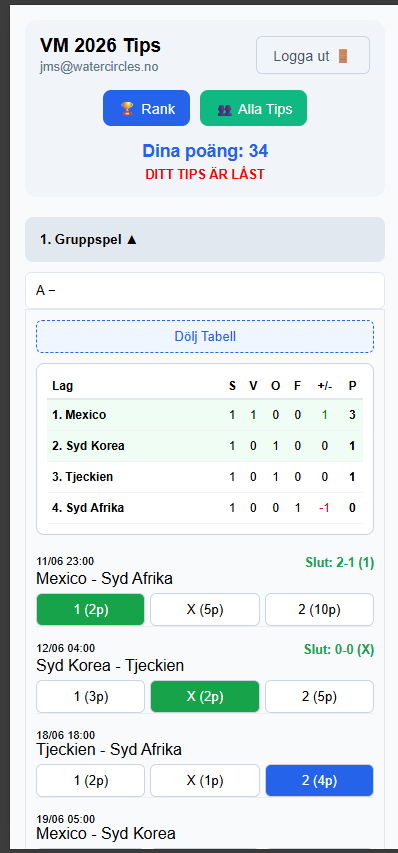 VM 2026 Tips
jms@watercircles.no
Logga ut 🚪
🏆 Rank
👥 Alla Tips
Dina poäng: 34
DITT TIPS ÄR LÅST
1. Gruppspel ▲
A −
Dölj Tabell
Lag S V O F +/- P
1. Mexico 1 1 0 0 1 3
2. Syd Korea 1 0 1 0 0 1
3. Tjeckien 1 0 1 0 0 1
4. Syd Afrika 1 0 0 1 -1 0
11/06 23:00
Slut: 2-1 (1)
Mexico - Syd Afrika
1 (2p) X (5p) 2 (10p)
12/06 04:00
Slut: 0-0 (X)
Syd Korea - Tjeckien
1 (3p) X (2p) 2 (5p)
18/06 18:00
Tjeckien - Syd Afrika
1 (2p) X (1p) 2 (4p)
19/06 05:00
Mexico - Syd Korea